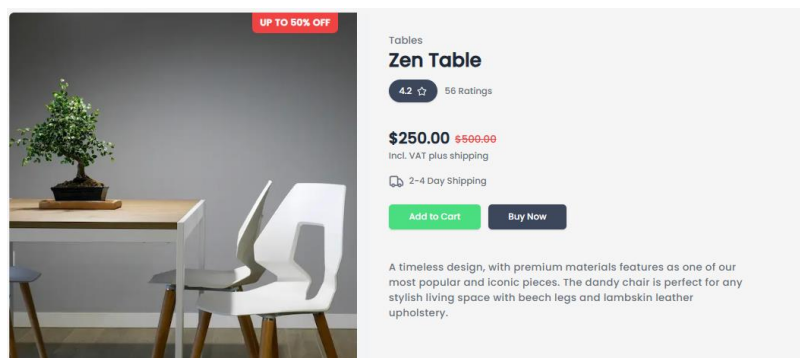 UP TO 50% OFF
Tables
Zen Table
4.2
56 Ratings
$250.00 $500.00
Incl. VAT plus shipping
2-4 Day Shipping
Add to Cart
Buy Now
A timeless design, with premium materials features as one of our
most popular and iconic pieces. The dandy chair is perfect for any
stylish living space with beech legs and lambskin leather
upholstery.